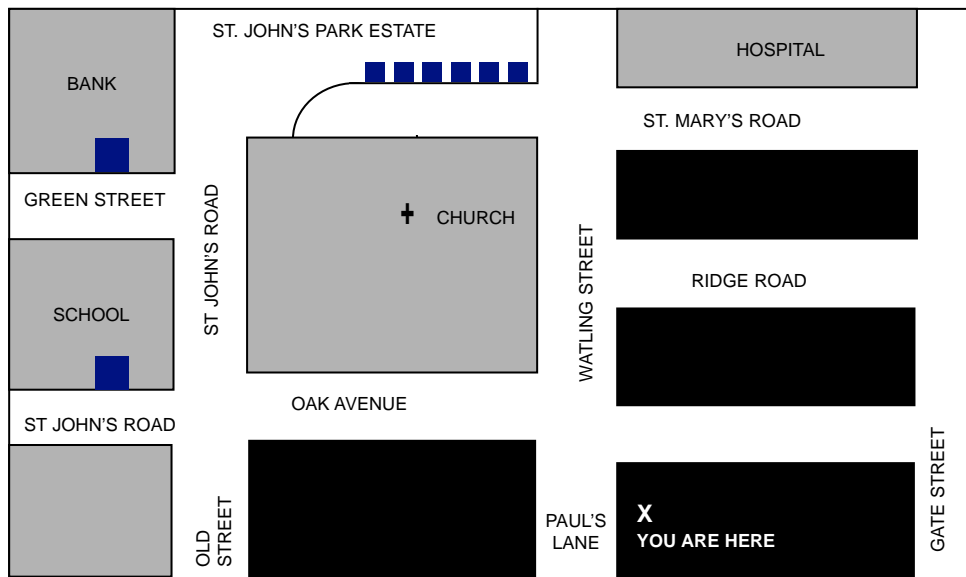 ST. JOHN’S PARK ESTATE
HOSPITAL
BANK
ST. MARY’S ROAD
GREEN STREET
ST JOHN’S ROAD
CHURCH
WATLING STREET
RIDGE ROAD
SCHOOL
OAK AVENUE
ST JOHN’S ROAD
OLD
STREET
PAUL’S
LANE
X
YOU ARE HERE
GATE STREET